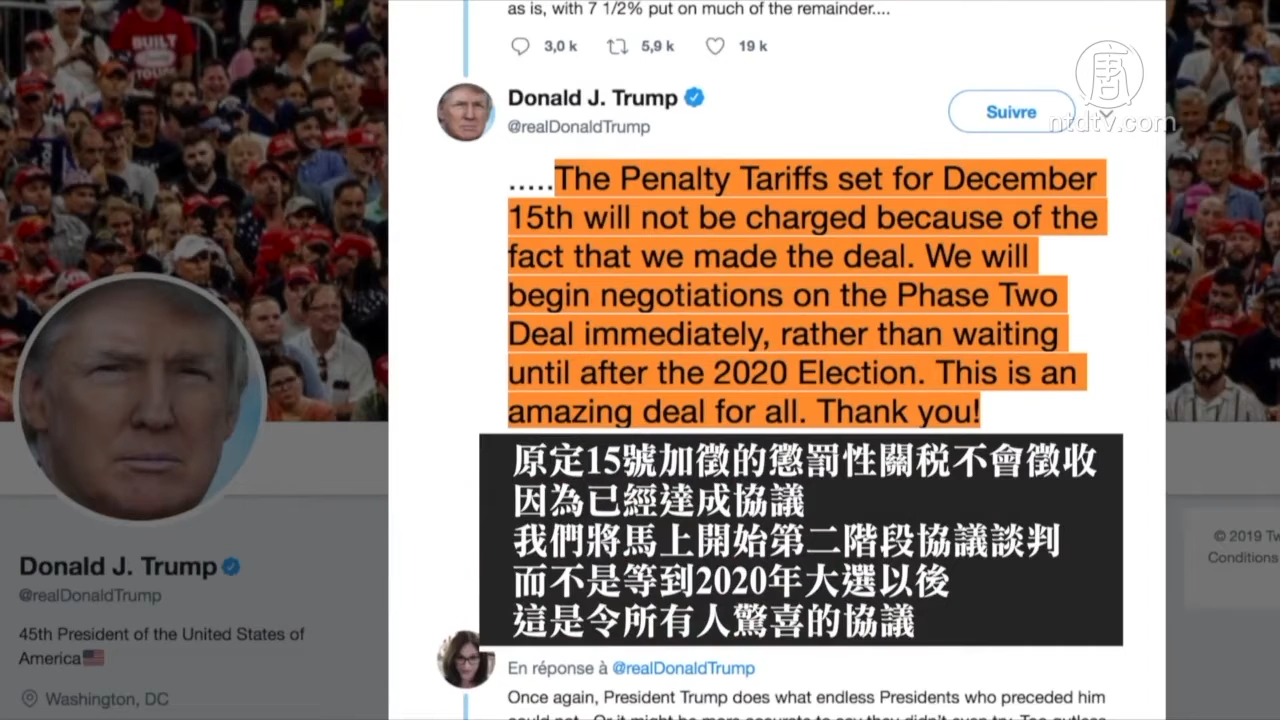 as is, with 7 1/2% put on much of the remainder....
3,0 k 5,9 k 19 k
唐
ntdtv.com
Donald J. Trump
@realDonaldTrump
Suivre
.....The Penalty Tariffs set for December
15th will not be charged because of the
fact that we made the deal. We will
begin negotiations on the Phase Two
Deal immediately, rather than waiting
until after the 2020 Election. This is an
amazing deal for all. Thank you!
原定15號加徵的懲罰性關税不會徵收
因為已經達成協議
我們將馬上開始第二階段協議談判
而不是等到2020年大選以後
這是令所有人驚喜的協議
Donald J. Trump
@realDonaldTrump
45th President of the United States of
America
Washington, DC
© 2019 Tw
Conditions
En réponse à @realDonaldTrump
Once again, President Trump does what endless Presidents who preceded him
BUILT